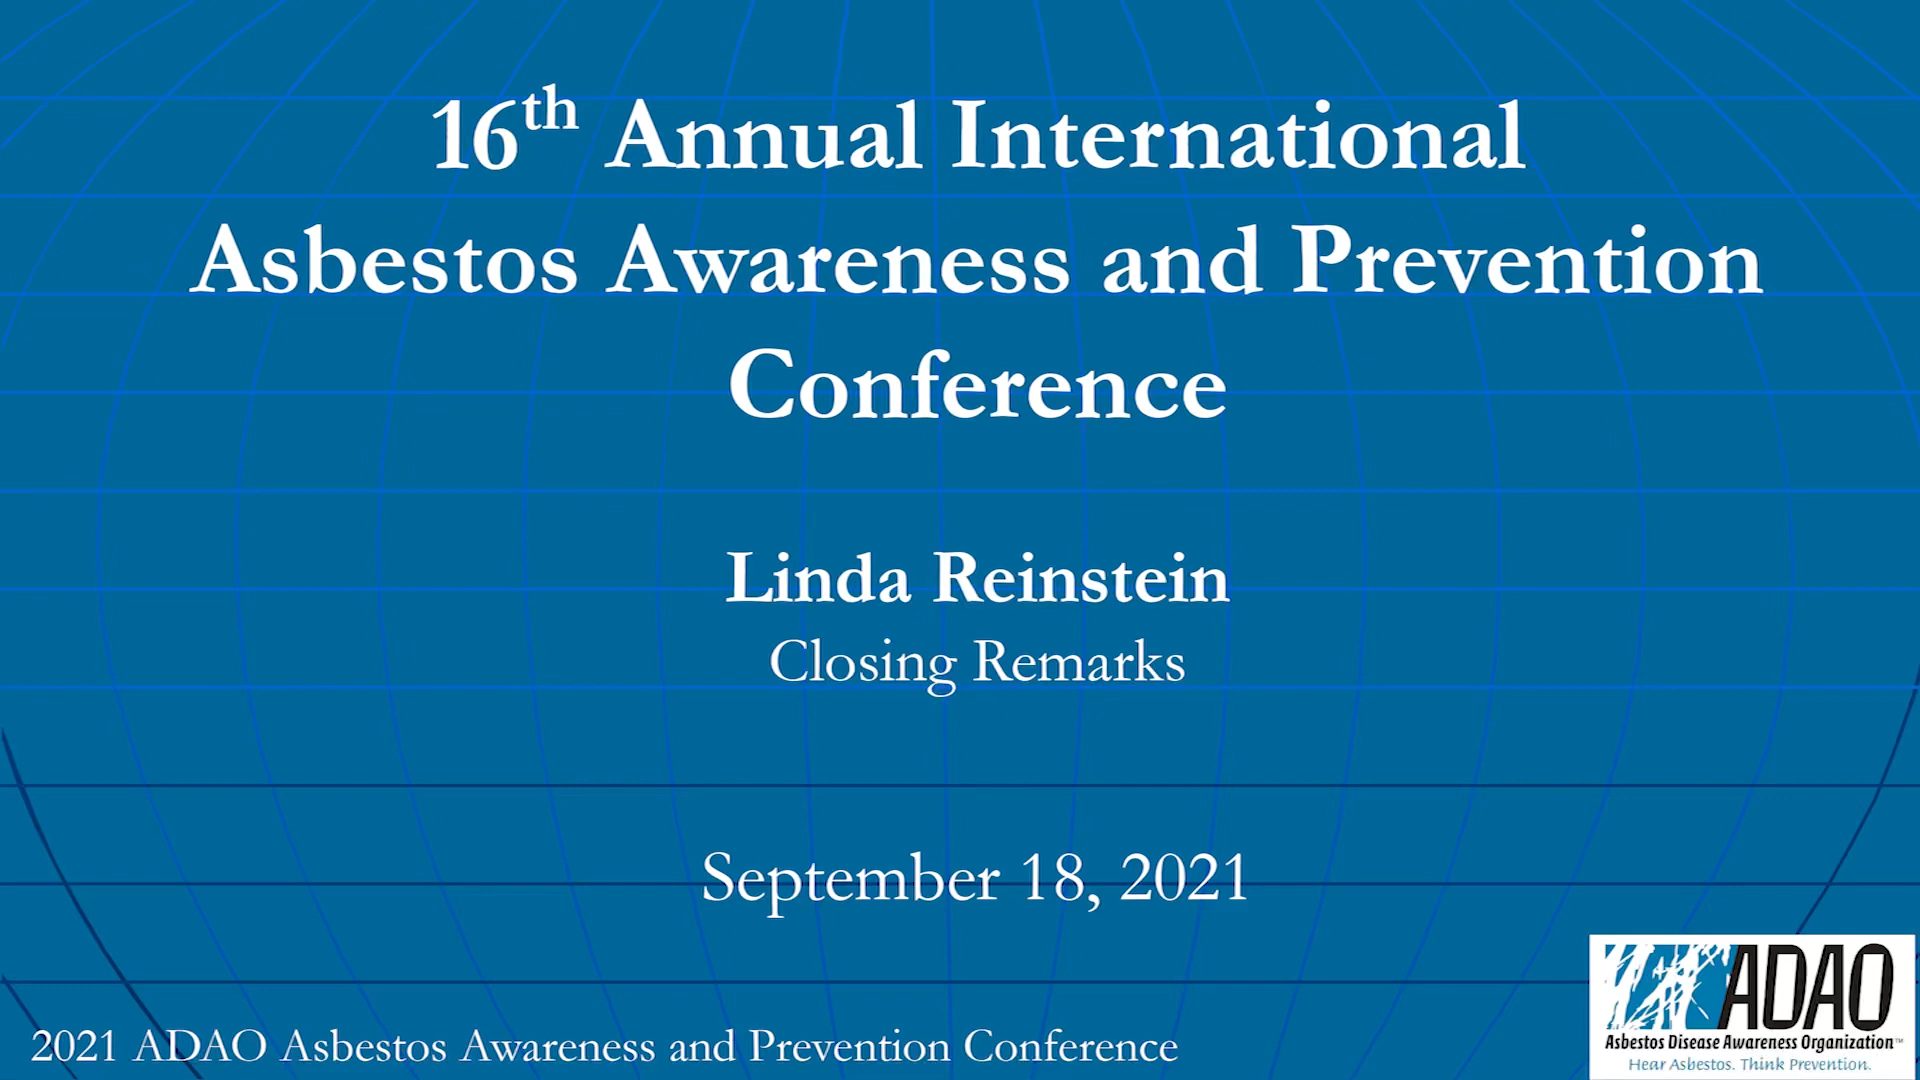 16th Annual International
Asbestos Awareness and Prevention
Conference
Linda Reinstein
Closing Remarks
September 18, 2021
2021 ADAO Asbestos Awareness and Prevention Conference
ADAO
Asbestos Disease Awareness Organization™
Hear Asbestos. Think Prevention.